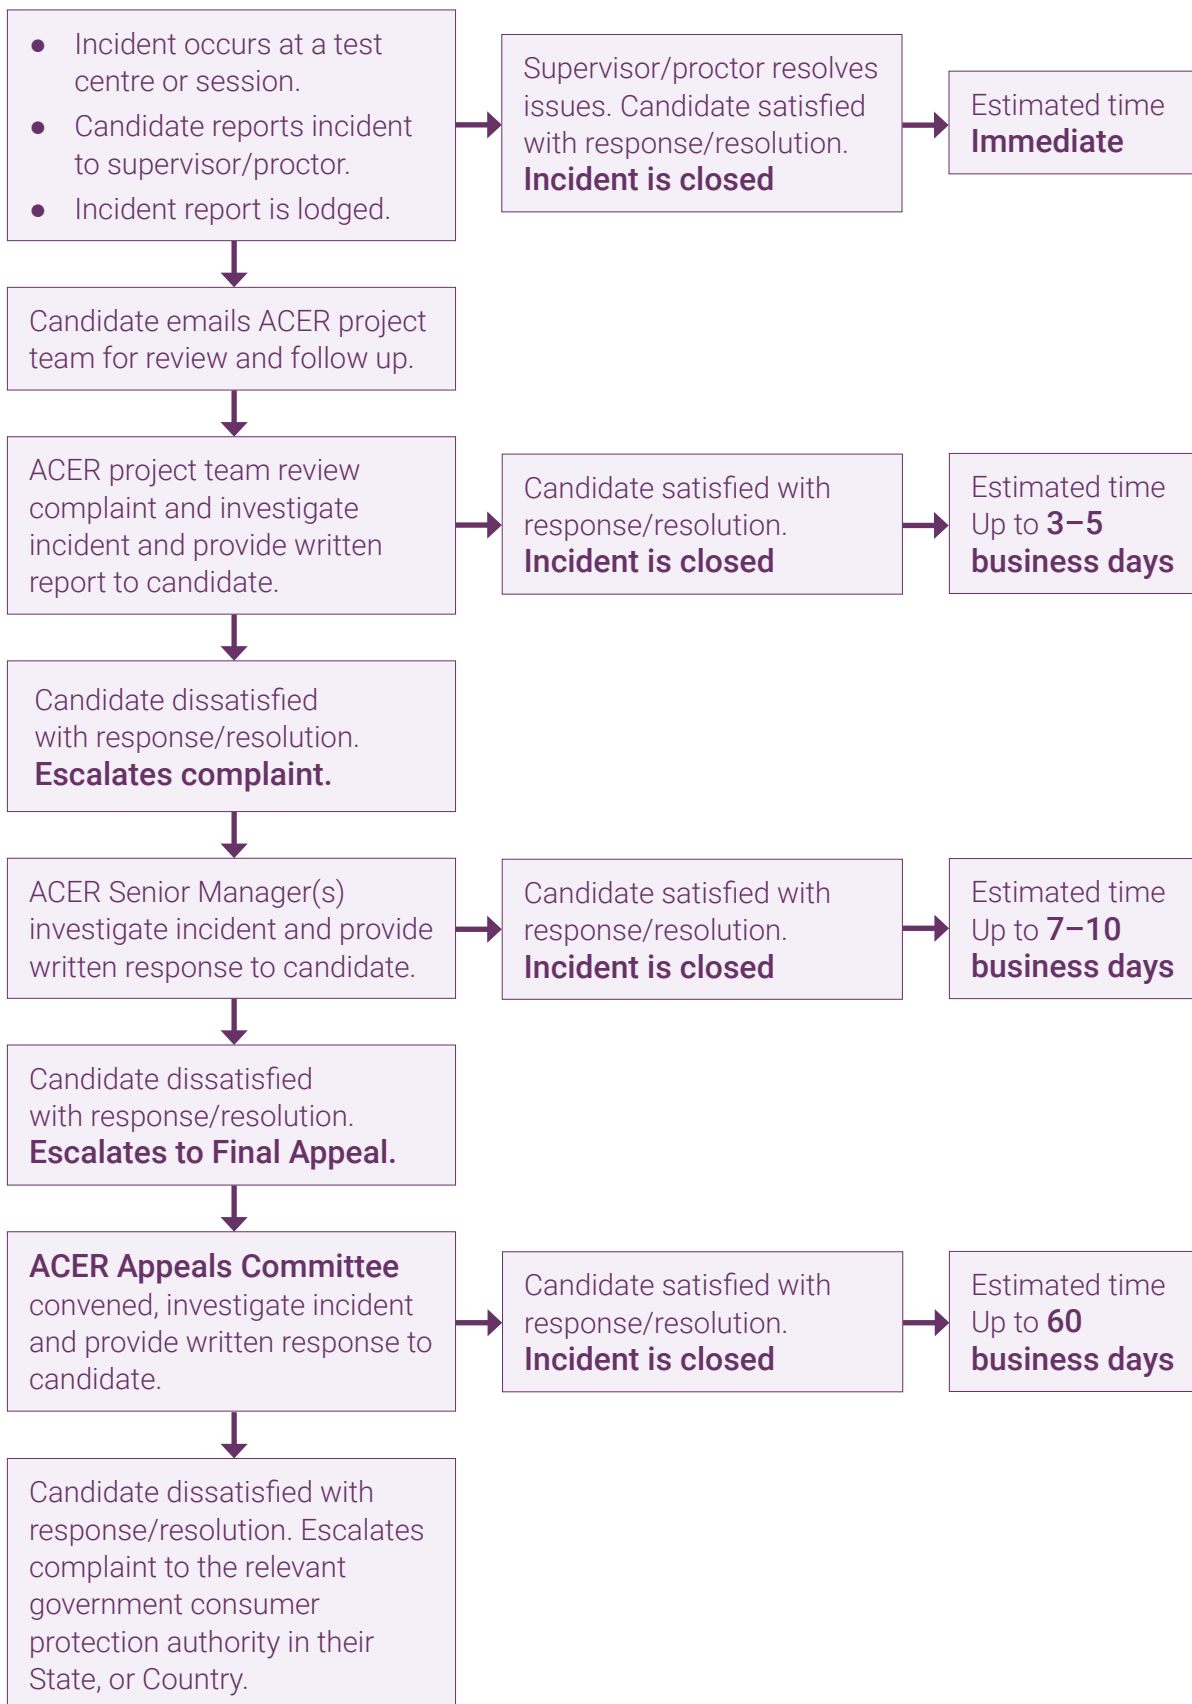 ● Incident occurs at a test
centre or session.
● Candidate reports incident
to supervisor/proctor.
● Incident report is lodged.
Supervisor/proctor resolves
issues. Candidate satisfied
with response/resolution.
Incident is closed
Estimated time
Immediate
Candidate emails ACER project
team for review and follow up.
ACER project team review
complaint and investigate
incident and provide written
report to candidate.
Candidate satisfied with
response/resolution.
Incident is closed
Estimated time
Up to 3–5
business days
Candidate dissatisfied
with response/resolution.
Escalates complaint.
ACER Senior Manager(s)
investigate incident and provide
written response to candidate.
Candidate satisfied with
response/resolution.
Incident is closed
Estimated time
Up to 7–10
business days
Candidate dissatisfied
with response/resolution.
Escalates to Final Appeal.
ACER Appeals Committee
convened, investigate incident
and provide written response to
candidate.
Candidate satisfied with
response/resolution.
Incident is closed
Estimated time
Up to 60
business days
Candidate dissatisfied with
response/resolution. Escalates
complaint to the relevant
government consumer
protection authority in their
State, or Country.